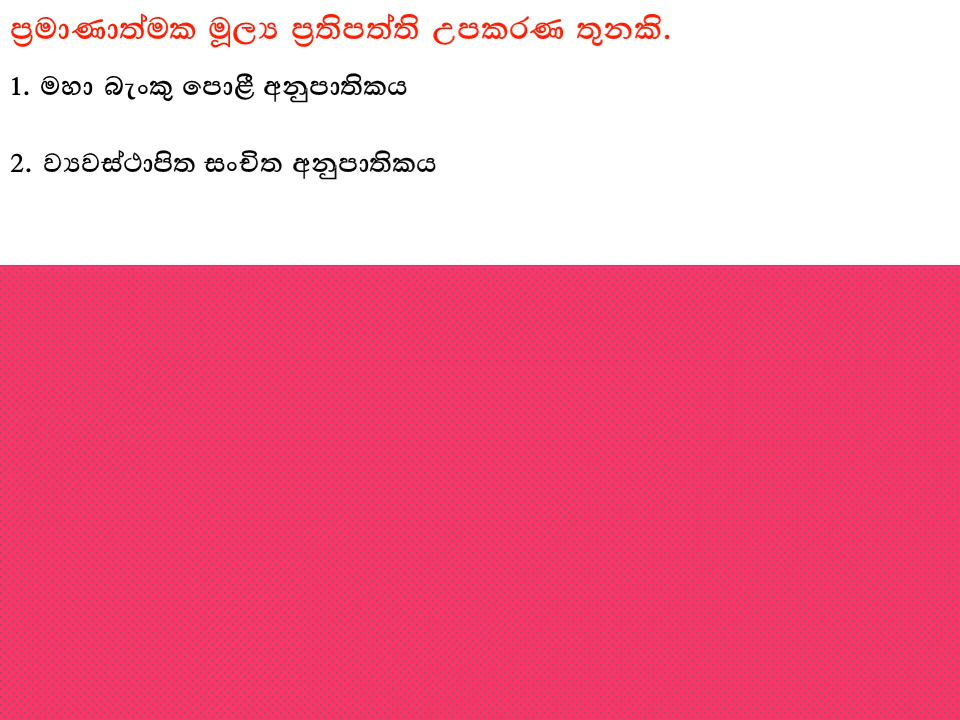 ප්‍රමාණාත්මක මූල්‍ය ප්‍රතිපත්ති උපකරණ තුනකි.
1. මහා බැංකු පොළී අනුපාතිකය
2. ව්‍යවස්ථාපිත සංචිත අනුපාතිකය